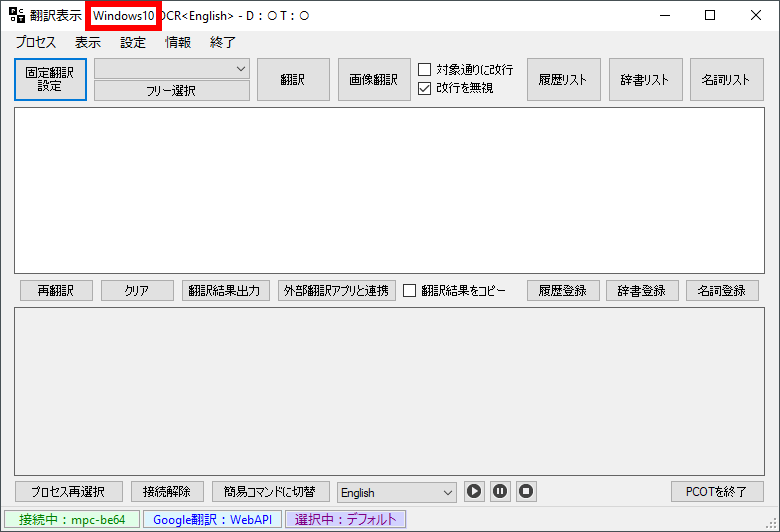 PCOT 翻訳表示 Windows10 OCR<English> - D：〇 T：〇
プロセス 表示 設定 情報 終了
固定翻訳
設定
フリー選択
翻訳
画像翻訳
対象通りに改行
改行を無視
履歴リスト
辞書リスト
名詞リスト
再翻訳
クリア
翻訳結果出力
外部翻訳アプリと連携
翻訳結果をコピー
履歴登録
辞書登録
名詞登録
プロセス再選択
接続解除
簡易コマンドに切替
English
PCOTを終了
接続中：mpc-be64
Google翻訳：WebAPI
選択中：デフォルト